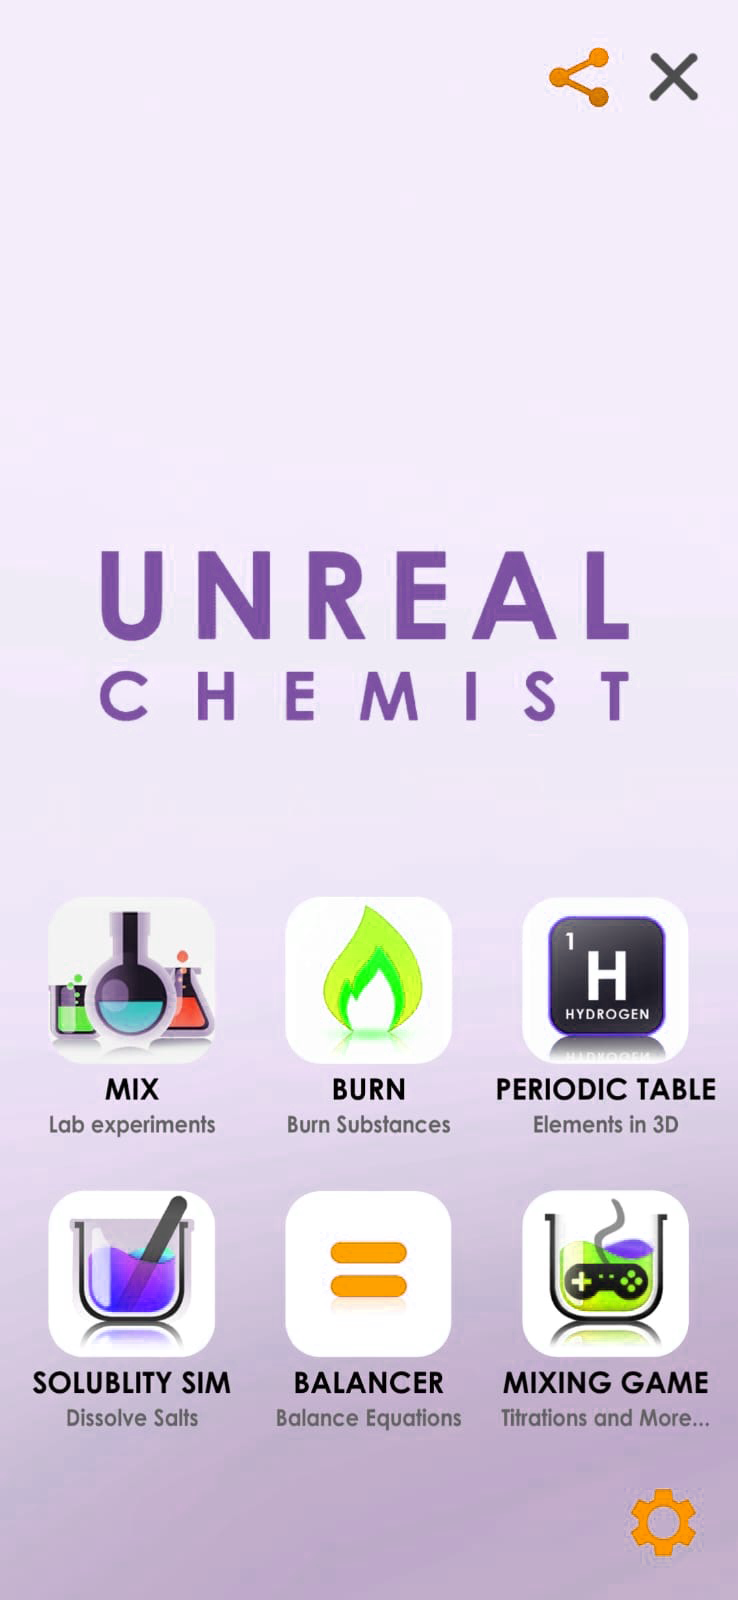 UNREAL
CHEMIST
1
H
HYDROGEN
MIX
Lab experiments
BURN
Burn Substances
PERIODIC TABLE
Elements in 3D
SOLUBLITY SIM
Dissolve Salts
BALANCER
Balance Equations
MIXING GAME
Titrations and More...